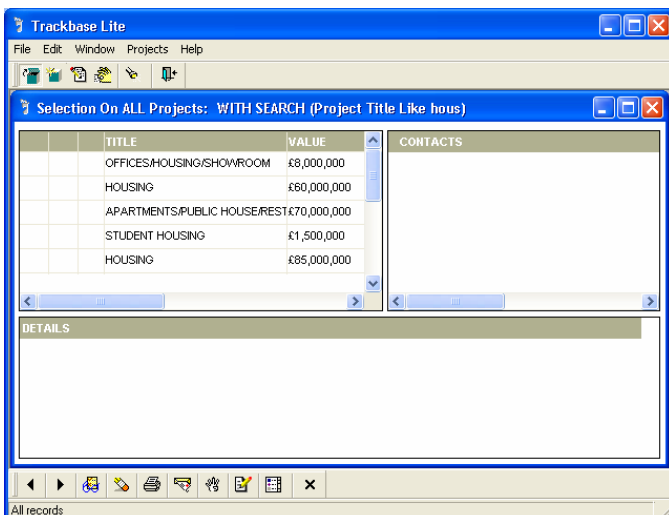 Trackbase Lite
File Edit Window Projects Help
Selection On ALL Projects: WITH SEARCH (Project Title Like hous)
TITLE VALUE CONTACTS
OFFICES/HOUSING/SHOWROOM £8,000,000
HOUSING £60,000,000
APARTMENTS/PUBLIC HOUSE/REST £70,000,000
STUDENT HOUSING £1,500,000
HOUSING £85,000,000
DETAILS
All records